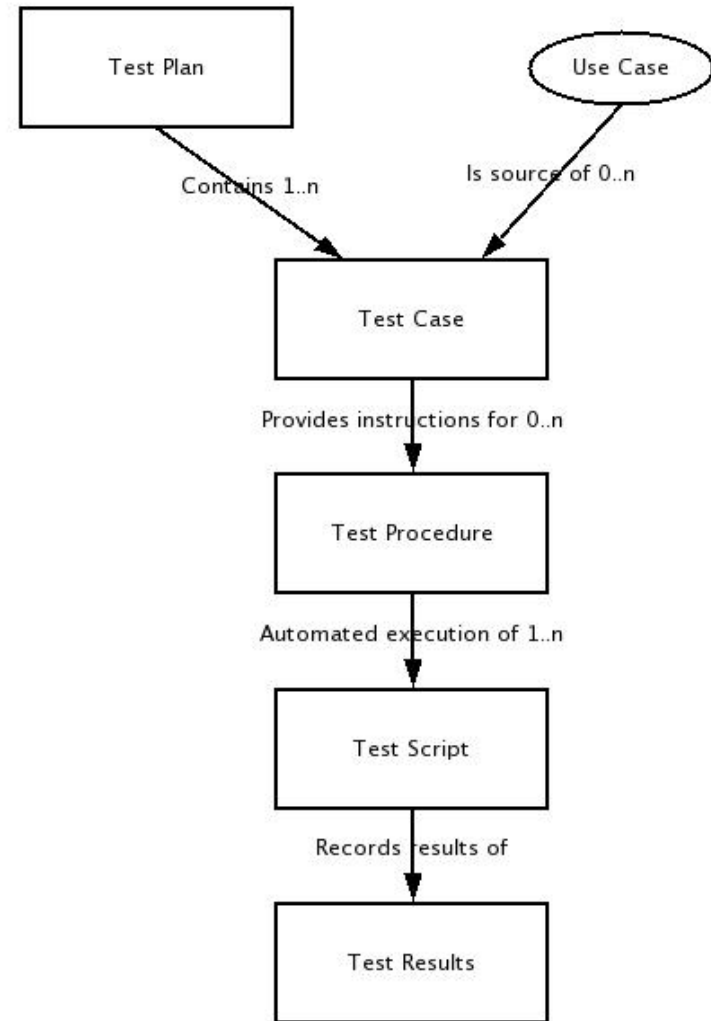 Test Plan
Use Case
Contains 1..n
Is source of 0..n
Test Case
Provides instructions for 0..n
Test Procedure
Automated execution of 1..n
Test Script
Records results of
Test Results